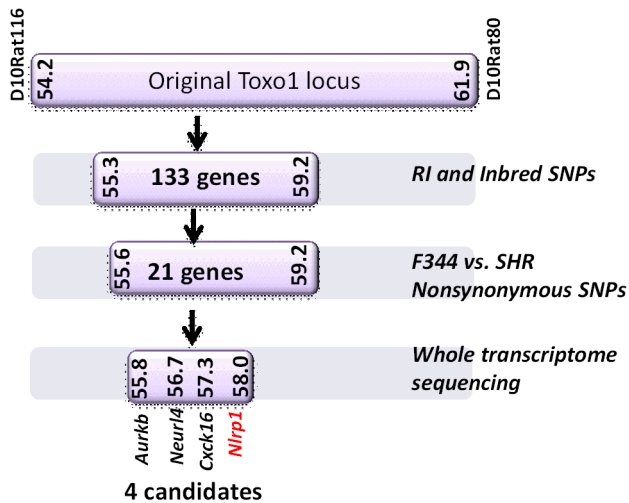 D10Rat116
54.2
Original Toxo1 locus
61.9
D10Rat80
55.3
133 genes
59.2
RI and Inbred SNPs
55.6
21 genes
59.2
F344 vs. SHR
Nonsynonymous SNPs
55.8
56.7
57.3
58.0
Whole transcriptome
sequencing
Aurkb
Neurl4
Cxck16
Nlrp1
4 candidates